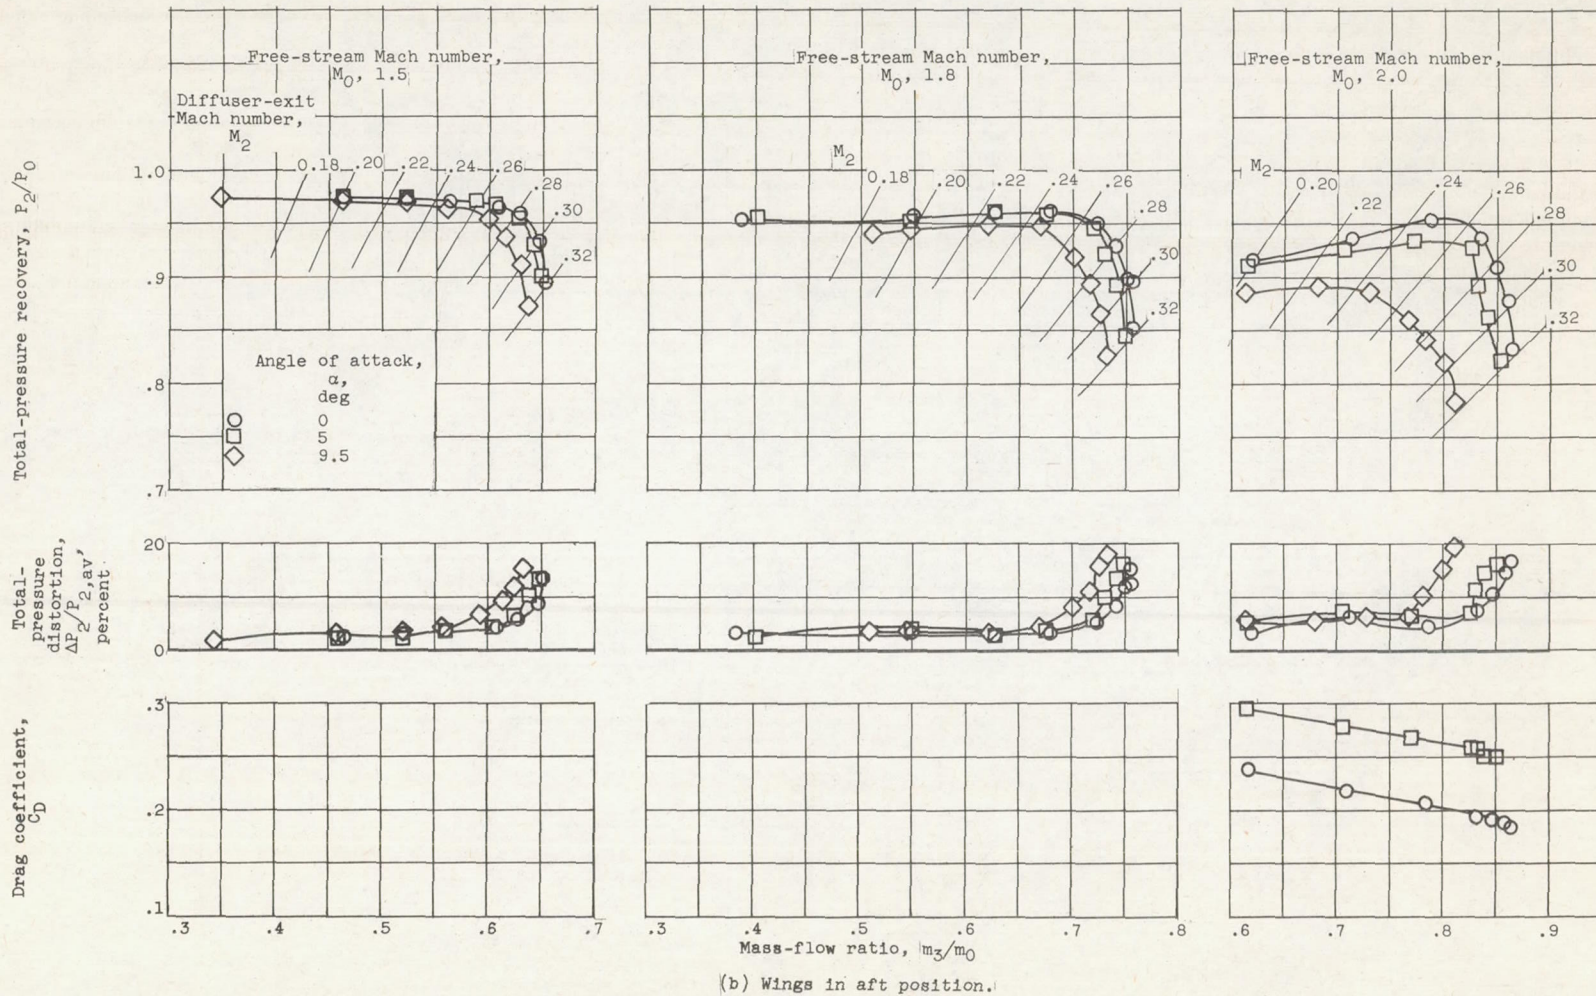 Free-stream Mach number,
M0, 1.5
Free-stream Mach number,
M0, 1.8
Free-stream Mach number,
M0, 2.0
Diffuser-exit
Mach number,
M2
0.18 .20 .22 .24 .26
.28
.30
.32
M2
0.18 .20 .22 .24 .26
.28
.30
.32
M2
0.20 .24 .26
.22 .28
.30
.32
Total-pressure recovery, P2/P0
1.0
.9
.8
.7
Angle of attack,
α,
deg
0
5
9.5
Total-
pressure
distortion,
ΔP2/P2,av,
percent
20
10
0
Drag coefficient,
CD
.3
.2
.1
.3 .4 .5 .6 .7
.3 .4 .5 .6 .7 .8
.6 .7 .8 .9
Mass-flow ratio, m3/m0
(b) Wings in aft position.